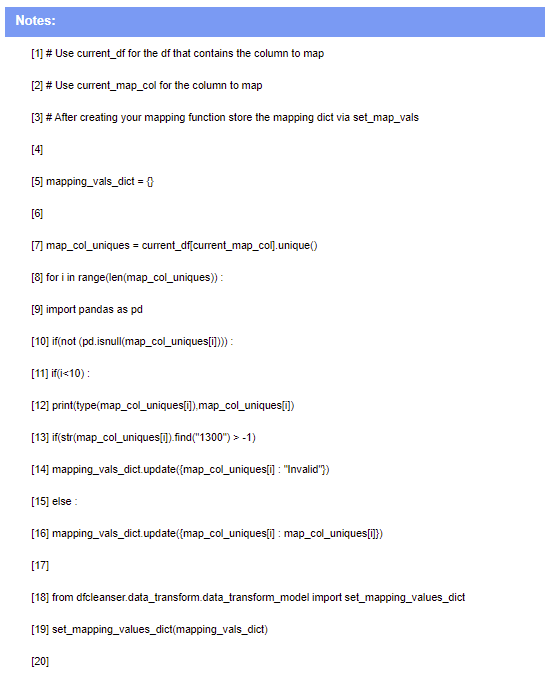 Notes:
[1] # Use current_df for the df that contains the column to map
[2] # Use current_map_col for the column to map
[3] # After creating your mapping function store the mapping dict via set_map_vals
[4]
[5] mapping_vals_dict = {}
[6]
[7] map_col_uniques = current_df[current_map_col].unique()
[8] for i in range(len(map_col_uniques)) :
[9] import pandas as pd
[10] if(not (pd.isnull(map_col_uniques[i]))) :
[11] if(i<10) :
[12] print(type(map_col_uniques[i]),map_col_uniques[i])
[13] if(str(map_col_uniques[i]).find("1300") > -1)
[14] mapping_vals_dict.update({map_col_uniques[i] : "Invalid"})
[15] else :
[16] mapping_vals_dict.update({map_col_uniques[i] : map_col_uniques[i]})
[17]
[18] from dfcleanser.data_transform.data_transform_model import set_mapping_values_dict
[19] set_mapping_values_dict(mapping_vals_dict)
[20]